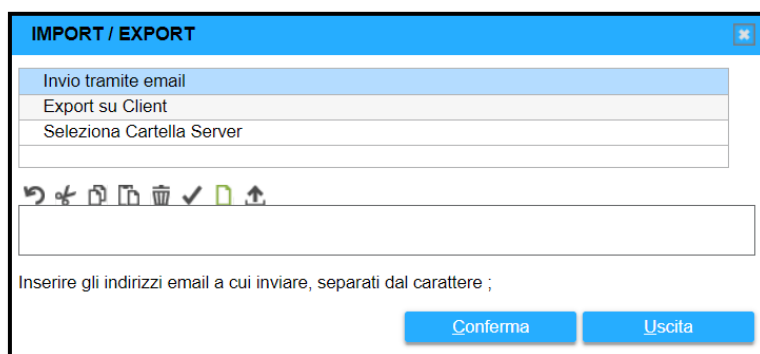 IMPORT / EXPORT
Invio tramite email
Export su Client
Seleziona Cartella Server
Inserire gli indirizzi email a cui inviare, separati dal carattere ;
Conferma
Uscita